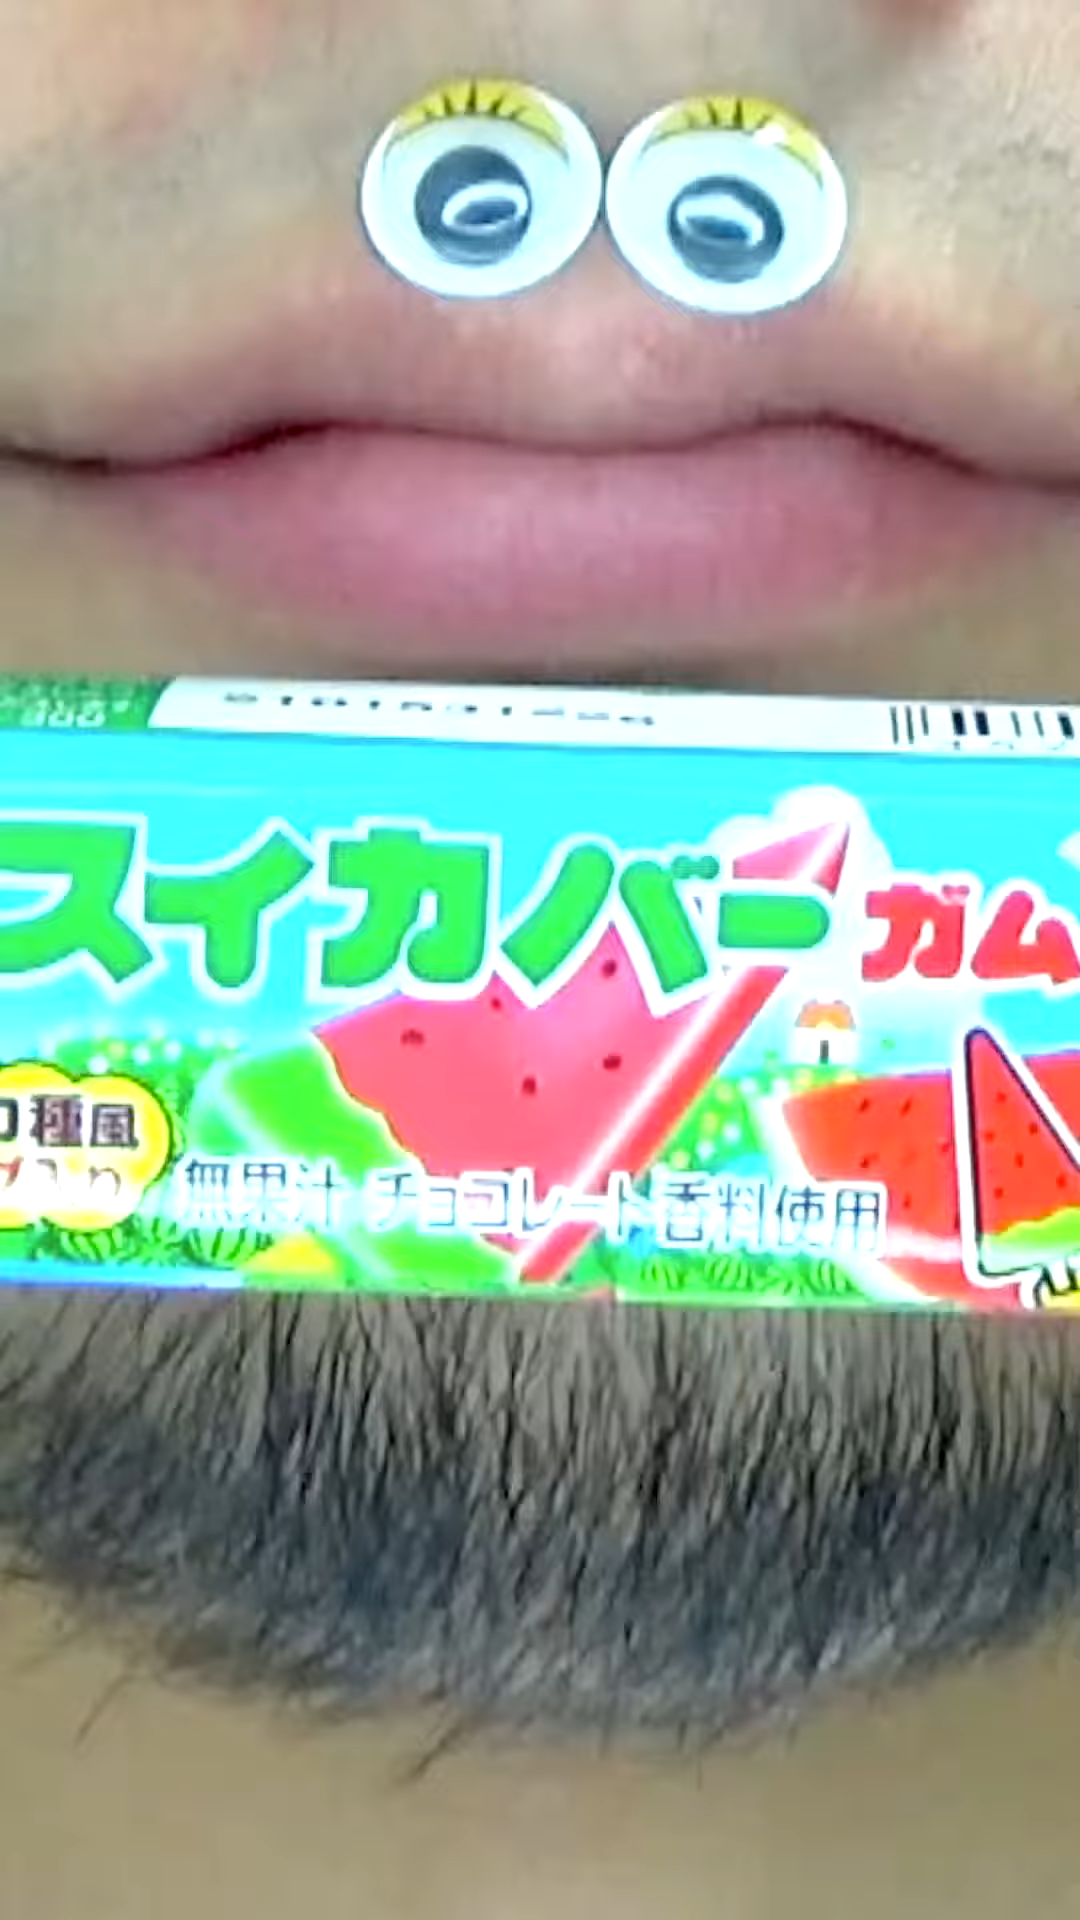 スイカバーガム
種風
無果汁 チョコレート香料使用